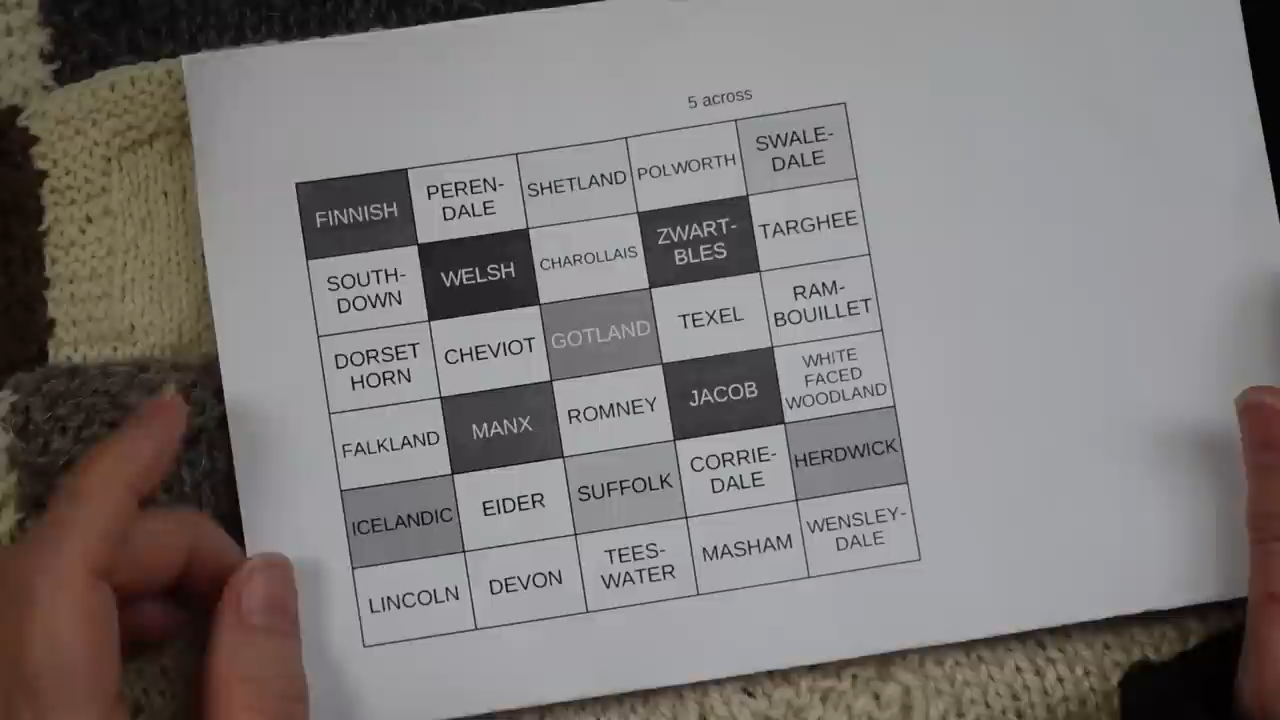 5 across
FINNISH
PEREN-
DALE
SHETLAND
POLWORTH
SWALE-
DALE
SOUTH-
DOWN
WELSH
CHAROLLAIS
ZWART-
BLES
TARGHEE
DORSET
HORN
CHEVIOT
GOTLAND
TEXEL
RAM-
BOUILLET
FALKLAND
MANX
ROMNEY
JACOB
WHITE
FACED
WOODLAND
ICELANDIC
EIDER
SUFFOLK
CORRIE-
DALE
HERDWICK
LINCOLN
DEVON
TEES-
WATER
MASHAM
WENSLEY-
DALE